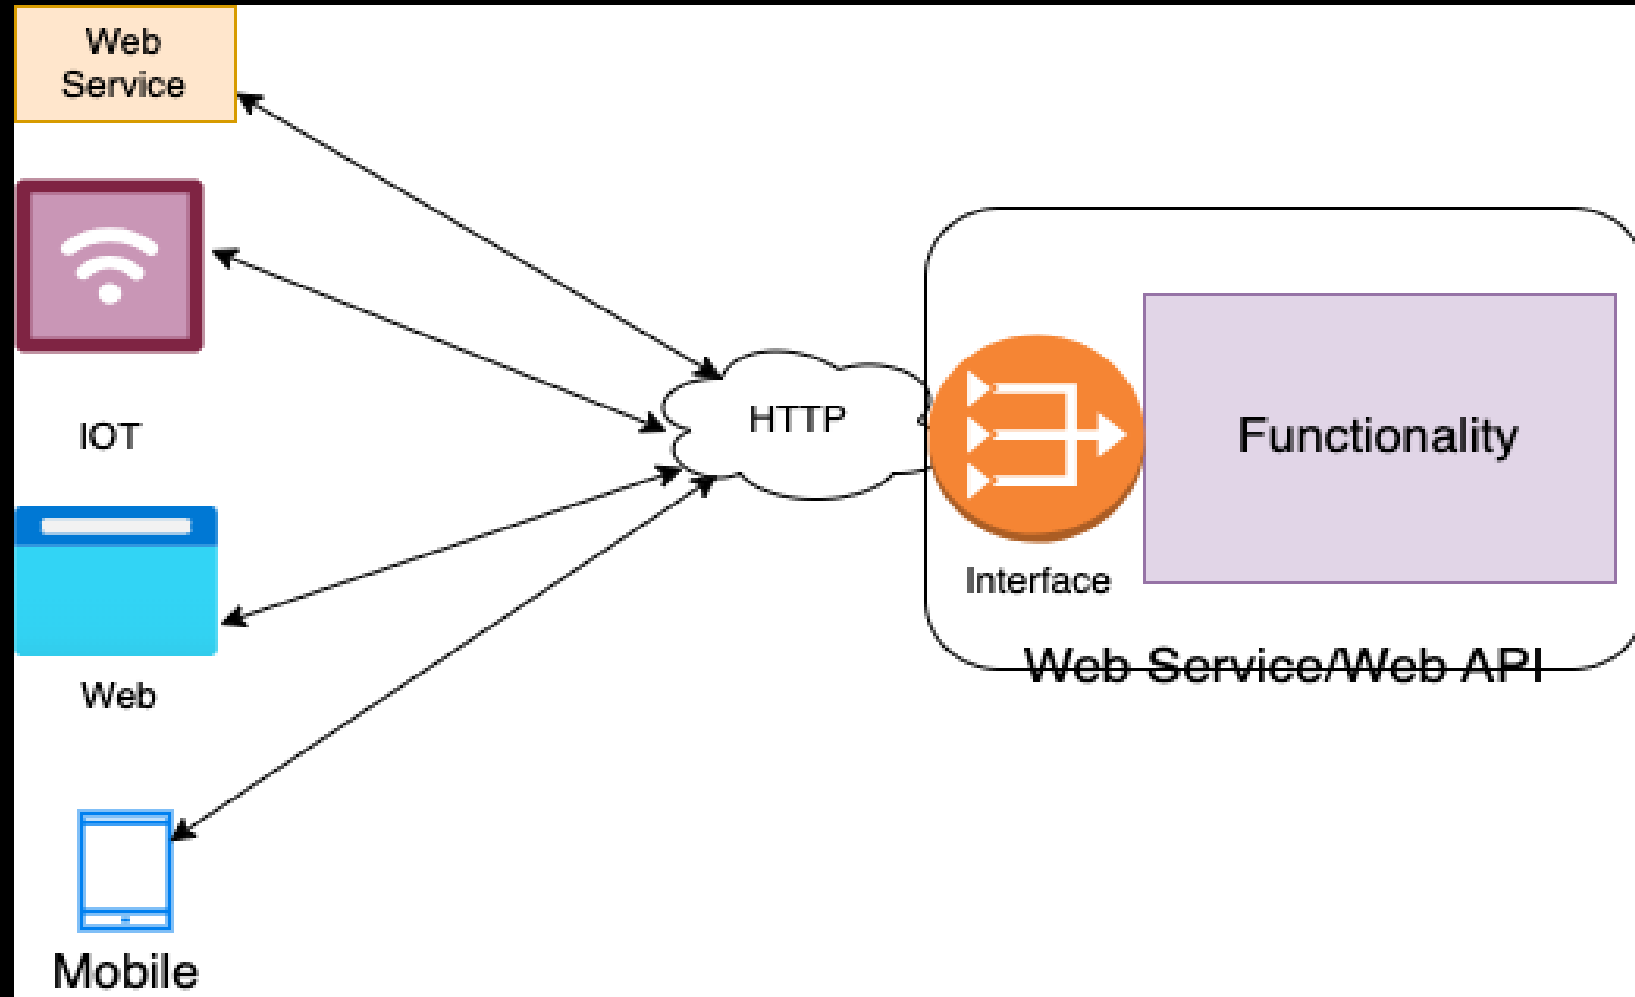 Web
Service
IOT
HTTP
Functionality
Interface
Web Service/Web API
Web
Mobile